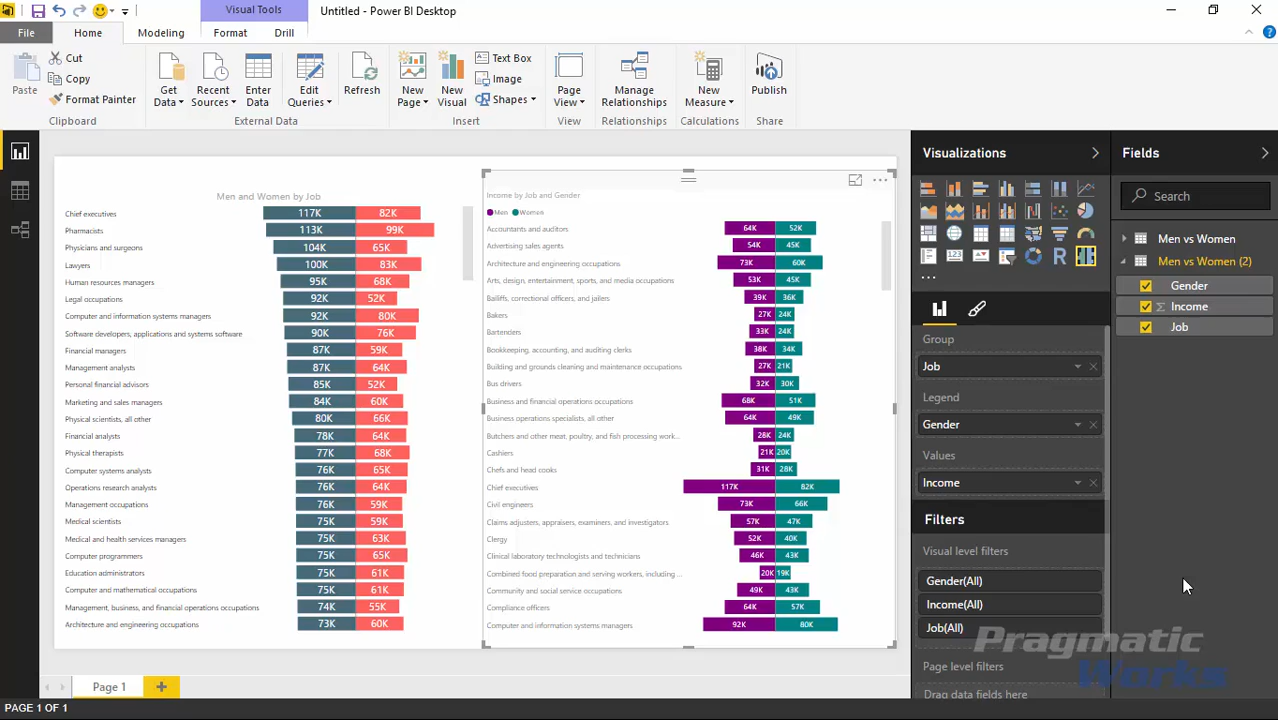 Visual Tools
Untitled - Power BI Desktop
File
Home
Modeling
Format
Drill
Paste
Cut
Copy
Format Painter
Clipboard
Get Data
Recent Sources
Enter Data
Edit Queries
Refresh
External Data
New Page
New Visual
Text Box
Image
Shapes
Insert
Page View
View
Manage Relationships
Relationships
New Measure
Calculations
Publish
Share
Men and Women by Job
Chief executives 117K 82K
Pharmacists 113K 99K
Physicians and surgeons 104K 65K
Lawyers 100K 83K
Human resources managers 95K 68K
Legal occupations 92K 52K
Computer and information systems managers 92K 80K
Software developers, applications and systems software 90K 76K
Financial managers 87K 59K
Management analysts 87K 64K
Personal financial advisors 85K 52K
Marketing and sales managers 84K 60K
Physical scientists, all other 80K 66K
Financial analysts 78K 64K
Physical therapists 77K 68K
Computer systems analysts 76K 65K
Operations research analysts 76K 64K
Management occupations 76K 59K
Medical scientists 75K 59K
Medical and health services managers 75K 63K
Computer programmers 75K 65K
Education administrators 75K 61K
Computer and mathematical occupations 75K 61K
Management, business, and financial operations occupations 74K 55K
Architecture and engineering occupations 73K 60K
Income by Job and Gender
Men Women
Accountants and auditors 64K 52K
Advertising sales agents 54K 45K
Architecture and engineering occupations 73K 60K
Arts, design, entertainment, sports, and media occupations 53K 45K
Bailiffs, correctional officers, and jailers 39K 36K
Bakers 27K 24K
Bartenders 33K 24K
Bookkeeping, accounting, and auditing clerks 38K 34K
Building and grounds cleaning and maintenance occupations 27K 21K
Bus drivers 32K 30K
Business and financial operations occupations 68K 51K
Business operations specialists, all other 64K 49K
Butchers and other meat, poultry, and fish processing work... 28K 24K
Cashiers 21K 20K
Chefs and head cooks 31K 28K
Chief executives 117K 82K
Civil engineers 73K 66K
Claims adjusters, appraisers, examiners, and investigators 57K 47K
Clergy 52K 40K
Clinical laboratory technologists and technicians 46K 43K
Combined food preparation and serving workers, including ... 20K 19K
Community and social service occupations 49K 43K
Compliance officers 64K 57K
Computer and information systems managers 92K 80K
Visualizations
R
123
Group
Job
Legend
Gender
Values
Income
Filters
Visual level filters
Gender(All)
Income(All)
Job(All)
Page level filters
Drag data fields here
Fields
Search
Men vs Women
Men vs Women (2)
Gender
Σ Income
Job
Pragmatic
Works
Page 1
PAGE 1 OF 1